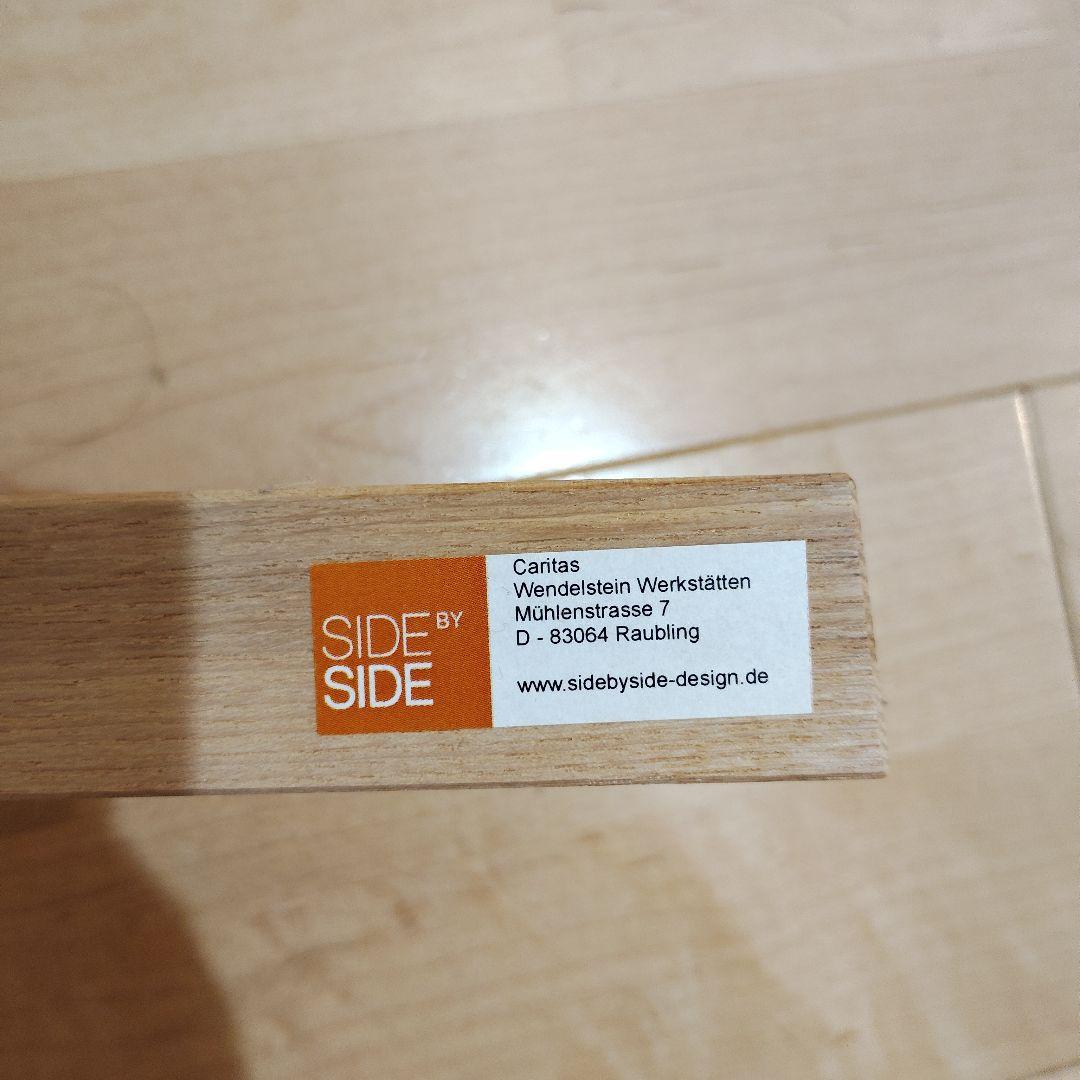 SIDE BY
SIDE
Caritas
Wendelstein Werkstätten
Mühlenstrasse 7
D - 83064 Raubling
www.sidebyside-design.de